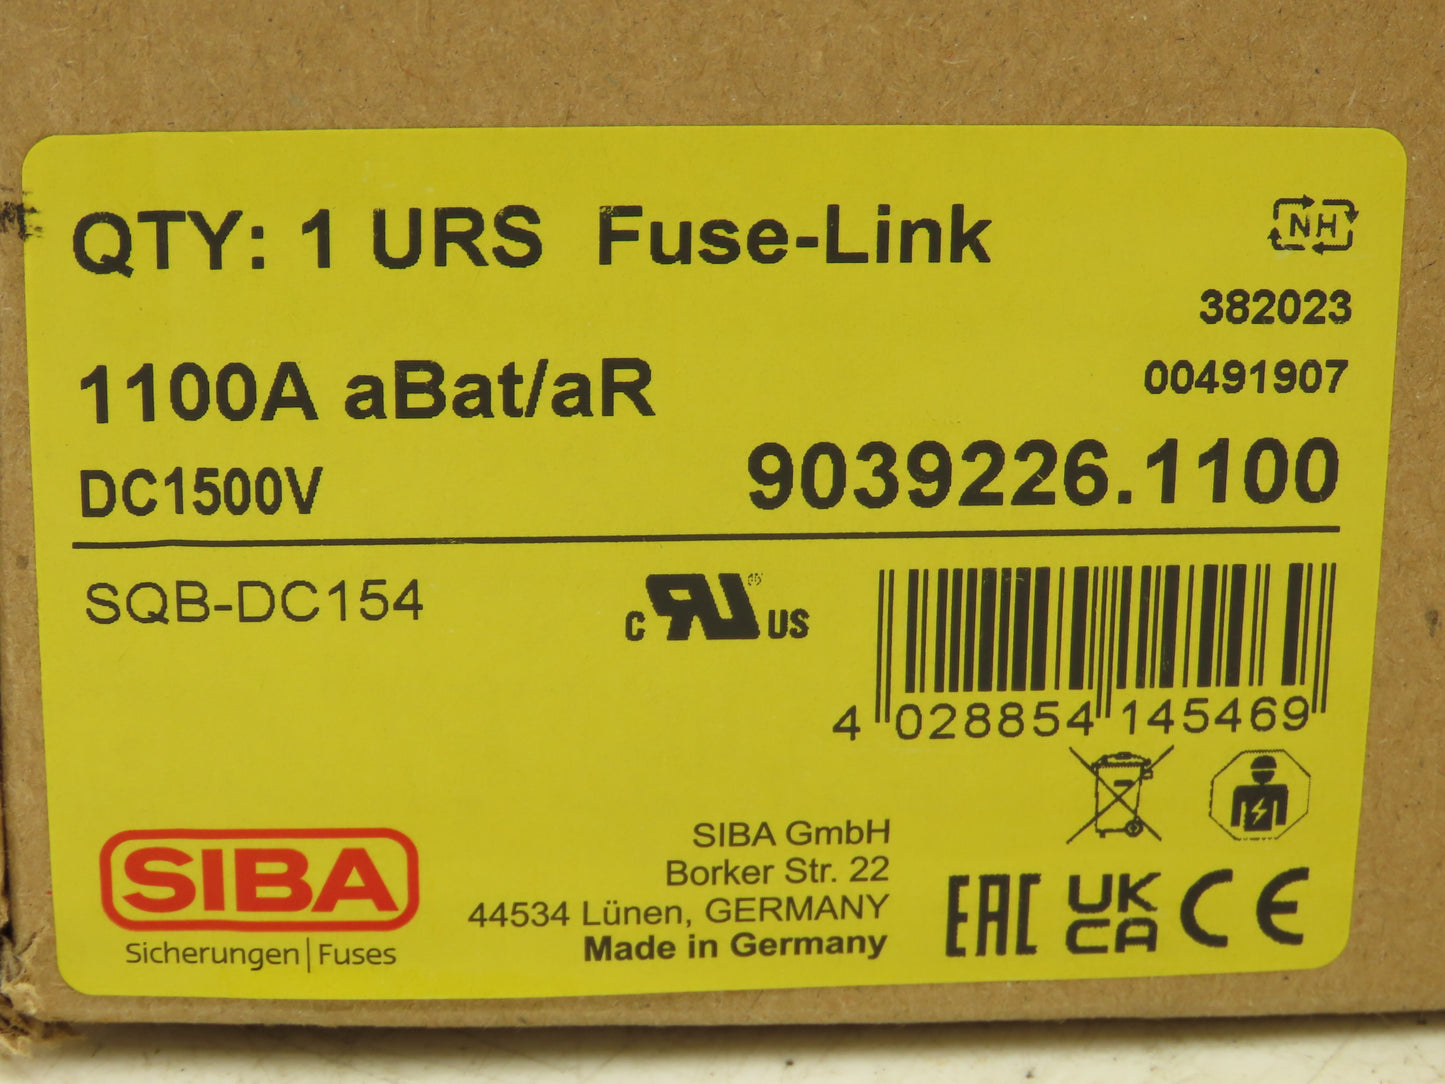 QTY: 1 URS Fuse-Link
NH
382023
1100A aBat/aR
00491907
DC1500V
9039226.1100
SQB-DC154
c RU ® US
4 028854 145469
SIBA
Sicherungen | Fuses
SIBA GmbH
Borker Str. 22
44534 Lünen, GERMANY
Made in Germany
EAC
UK
CA
CE